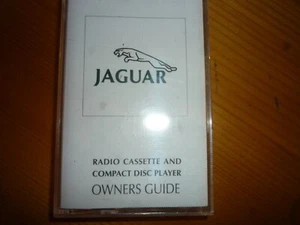 JAGUAR
RADIO CASSETTE AND
COMPACT DISC PLAYER
OWNERS GUIDE